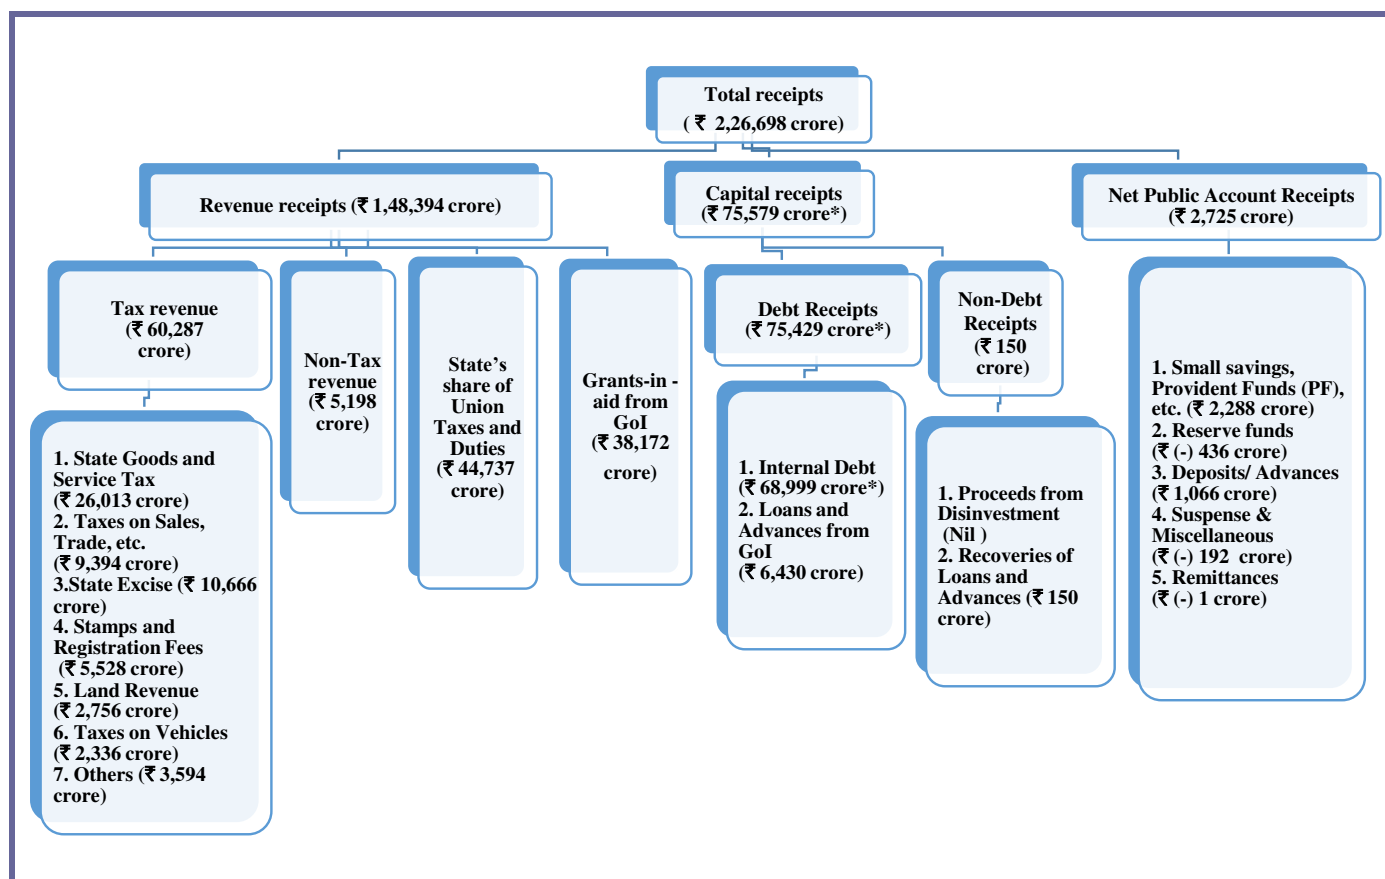 Total receipts
( ₹ 2,26,698 crore)
Revenue receipts (₹ 1,48,394 crore)
Capital receipts
(₹ 75,579 crore*)
Net Public Account Receipts
(₹ 2,725 crore)
Tax revenue
(₹ 60,287
crore)
Non-Tax
revenue
(₹ 5,198
crore)
State's
share of
Union
Taxes and
Duties
(₹ 44,737
crore)
Grants-in -
aid from
GoI
(₹ 38,172
crore)
Debt Receipts
(₹ 75,429 crore*)
Non-Debt
Receipts
(₹ 150
crore)
1. State Goods and
Service Tax
(₹ 26,013 crore)
2. Taxes on Sales,
Trade, etc.
(₹ 9,394 crore)
3.State Excise (₹ 10,666
crore)
4. Stamps and
Registration Fees
(₹ 5,528 crore)
5. Land Revenue
(₹ 2,756 crore)
6. Taxes on Vehicles
(₹ 2,336 crore)
7. Others (₹ 3,594
crore)
1. Internal Debt
(₹ 68,999 crore*)
2. Loans and
Advances from
GoI
(₹ 6,430 crore)
1. Proceeds from
Disinvestment
(Nil )
2. Recoveries of
Loans and
Advances (₹ 150
crore)
1. Small savings,
Provident Funds (PF),
etc. (₹ 2,288 crore)
2. Reserve funds
(₹ (-) 436 crore)
3. Deposits/ Advances
(₹ 1,066 crore)
4. Suspense &
Miscellaneous
(₹ (-) 192 crore)
5. Remittances
(₹ (-) 1 crore)